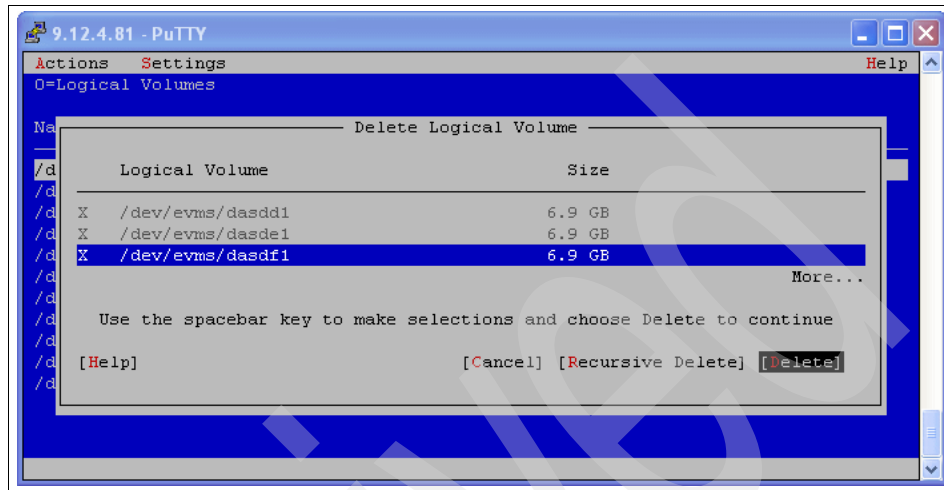 9.12.4.81 - PuTTY
Actions Settings Help
0=Logical Volumes
Na
Delete Logical Volume
/d Logical Volume Size
/d
/d X /dev/evms/dasdd1 6.9 GB
/d X /dev/evms/dasde1 6.9 GB
/d X /dev/evms/dasdf1 6.9 GB
/d More...
/d
/d Use the spacebar key to make selections and choose Delete to continue
/d
/d [Help] [Cancel] [Recursive Delete] [Delete]
/d